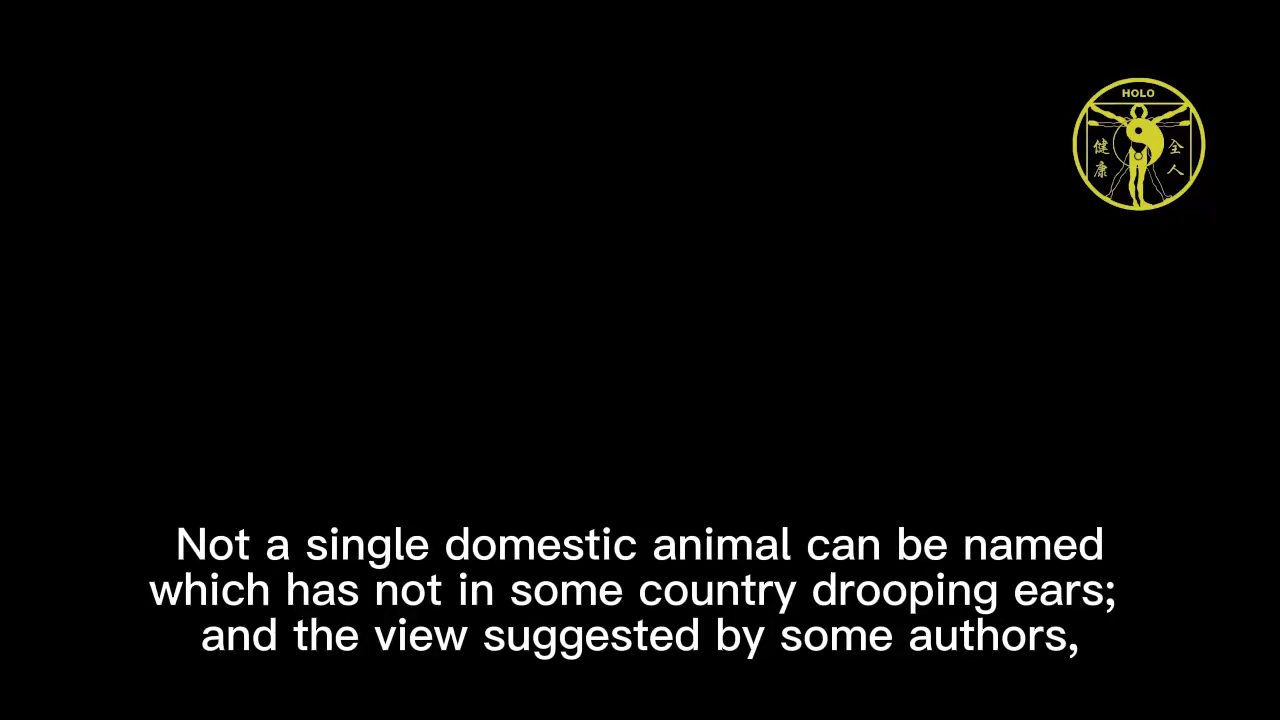 HOLO
健 全
康 人
Not a single domestic animal can be named
which has not in some country drooping ears;
and the view suggested by some authors,